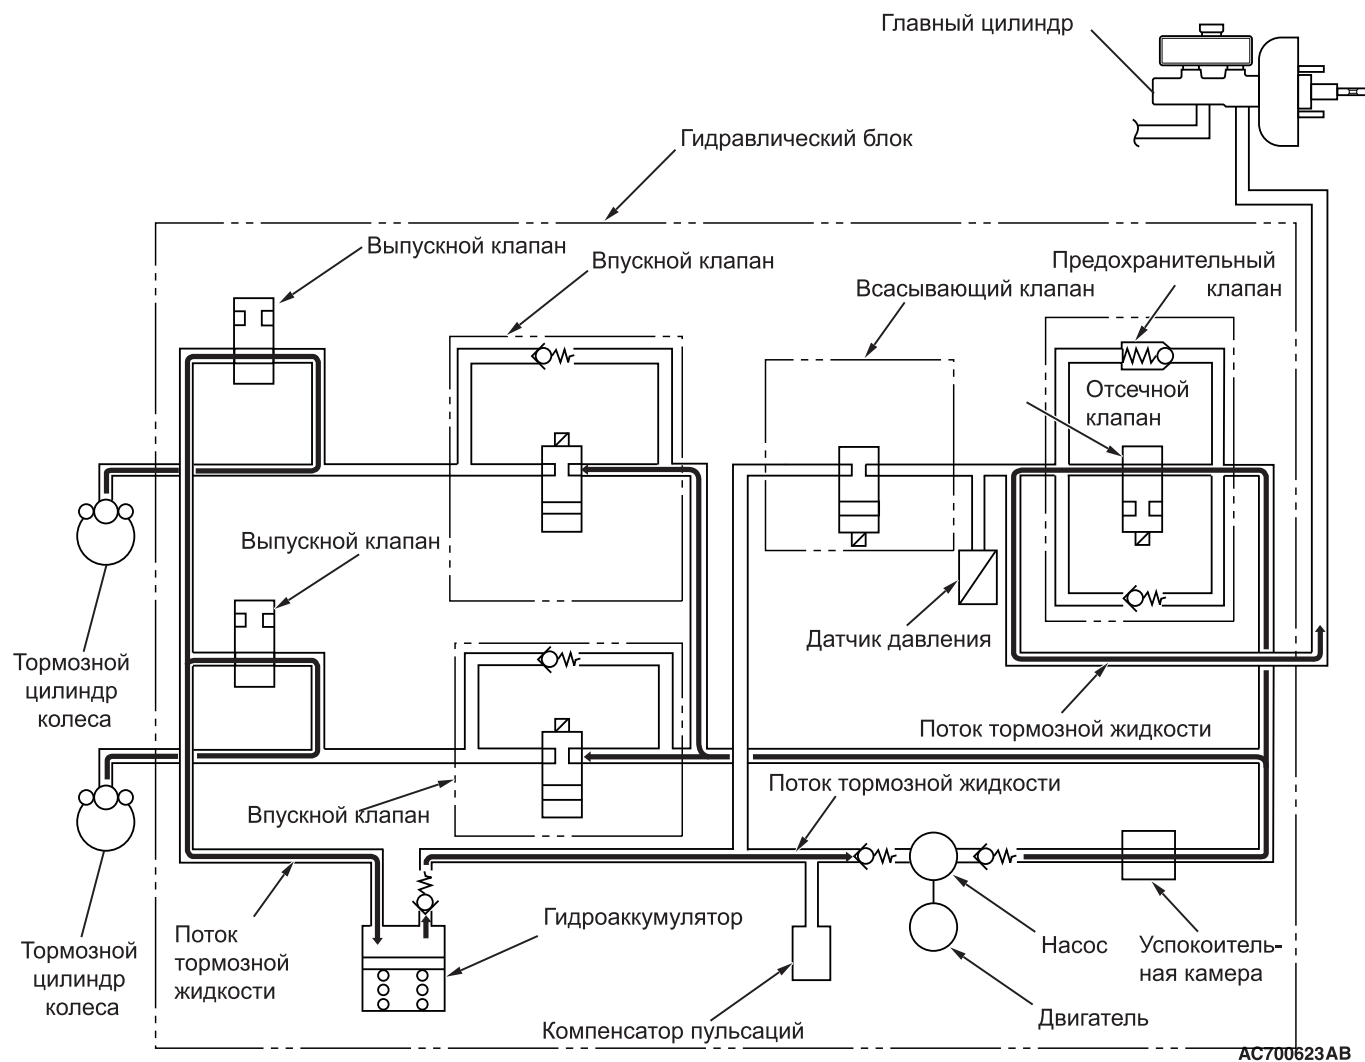 Главный цилиндр
Гидравлический блок
Выпускной клапан
Впускной клапан
Предохранительный
клапан
Всасывающий клапан
Отсечной
клапан
Выпускной клапан
Датчик давления
Тормозной
цилиндр
колеса
Поток тормозной жидкости
Поток тормозной жидкости
Впускной клапан
Гидроаккумулятор
Поток
тормозной
жидкости
Тормозной
цилиндр
колеса
Насос
Успокоитель-
ная камера
Компенсатор пульсаций
Двигатель
AC700623AB